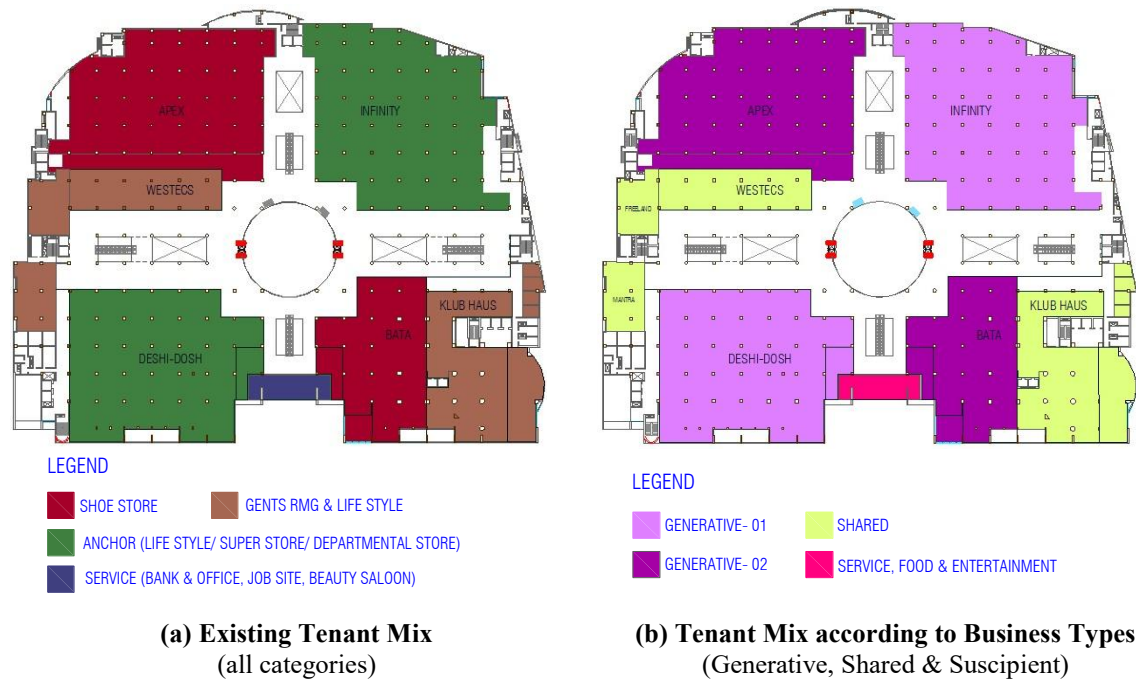 APEX
INFINITY
WESTECS
DESHI-DOSH
BATA
KLUB HAUS
LEGEND
SHOE STORE
GENTS RMG & LIFE STYLE
ANCHOR (LIFE STYLE/ SUPER STORE/ DEPARTMENTAL STORE)
SERVICE (BANK & OFFICE, JOB SITE, BEAUTY SALOON)
(a) Existing Tenant Mix
(all categories)
APEX
INFINITY
WESTECS
FREELAND
MANTRA
KLUB HAUS
BATA
DESHI-DOSH
LEGEND
GENERATIVE- 01
SHARED
GENERATIVE- 02
SERVICE, FOOD & ENTERTAINMENT
(b) Tenant Mix according to Business Types
(Generative, Shared & Suscipient)